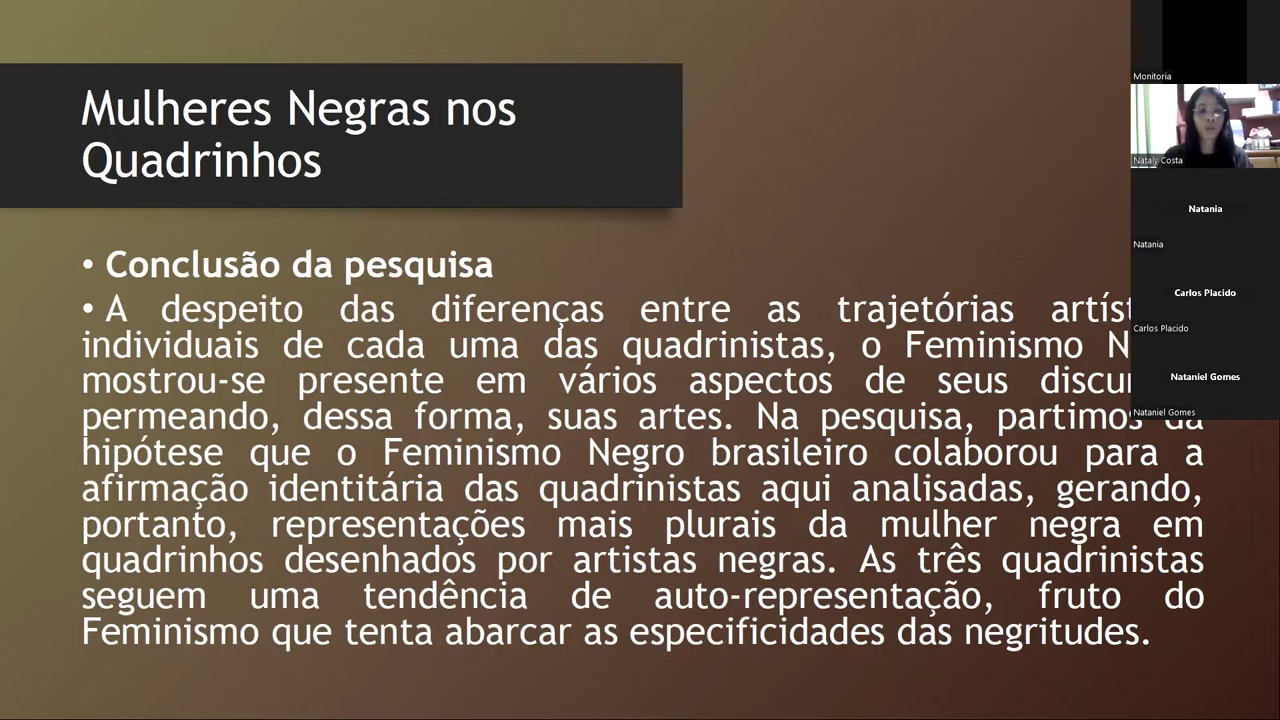 Mulheres Negras nos
Quadrinhos
• Conclusão da pesquisa
• A despeito das diferenças entre as trajetórias
individuais de cada uma das quadrinistas, o Feminismo
mostrou-se presente em vários aspectos de seus
permeando, dessa forma, suas artes. Na pesquisa, partimos da
hipótese que o Feminismo Negro brasileiro colaborou para a
afirmação identitária das quadrinistas aqui analisadas, gerando,
portanto, representações mais plurais da mulher negra em
quadrinhos desenhados por artistas negras. As três quadrinistas
seguem uma tendência de auto-representação, fruto do
Feminismo que tenta abarcar as especificidades das negritudes.
Monitoria
Nataly Costa
Natania
Natania
Carlos Placido
Carlos Placido
Nataniel Gomes
Nataniel Gomes